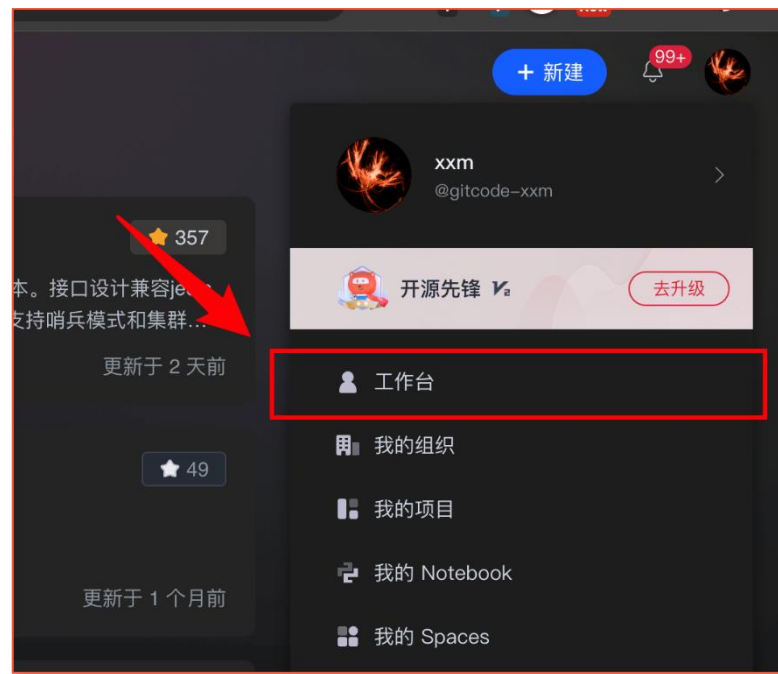 + 新建
99+
xxm
@gitcode-xxm
357
本。接口设计兼容je
支持哨兵模式和集群...
更新于 2 天前
开源先锋 V2
去升级
工作台
49
我的组织
我的项目
我的 Notebook
更新于 1 个月前
我的 Spaces